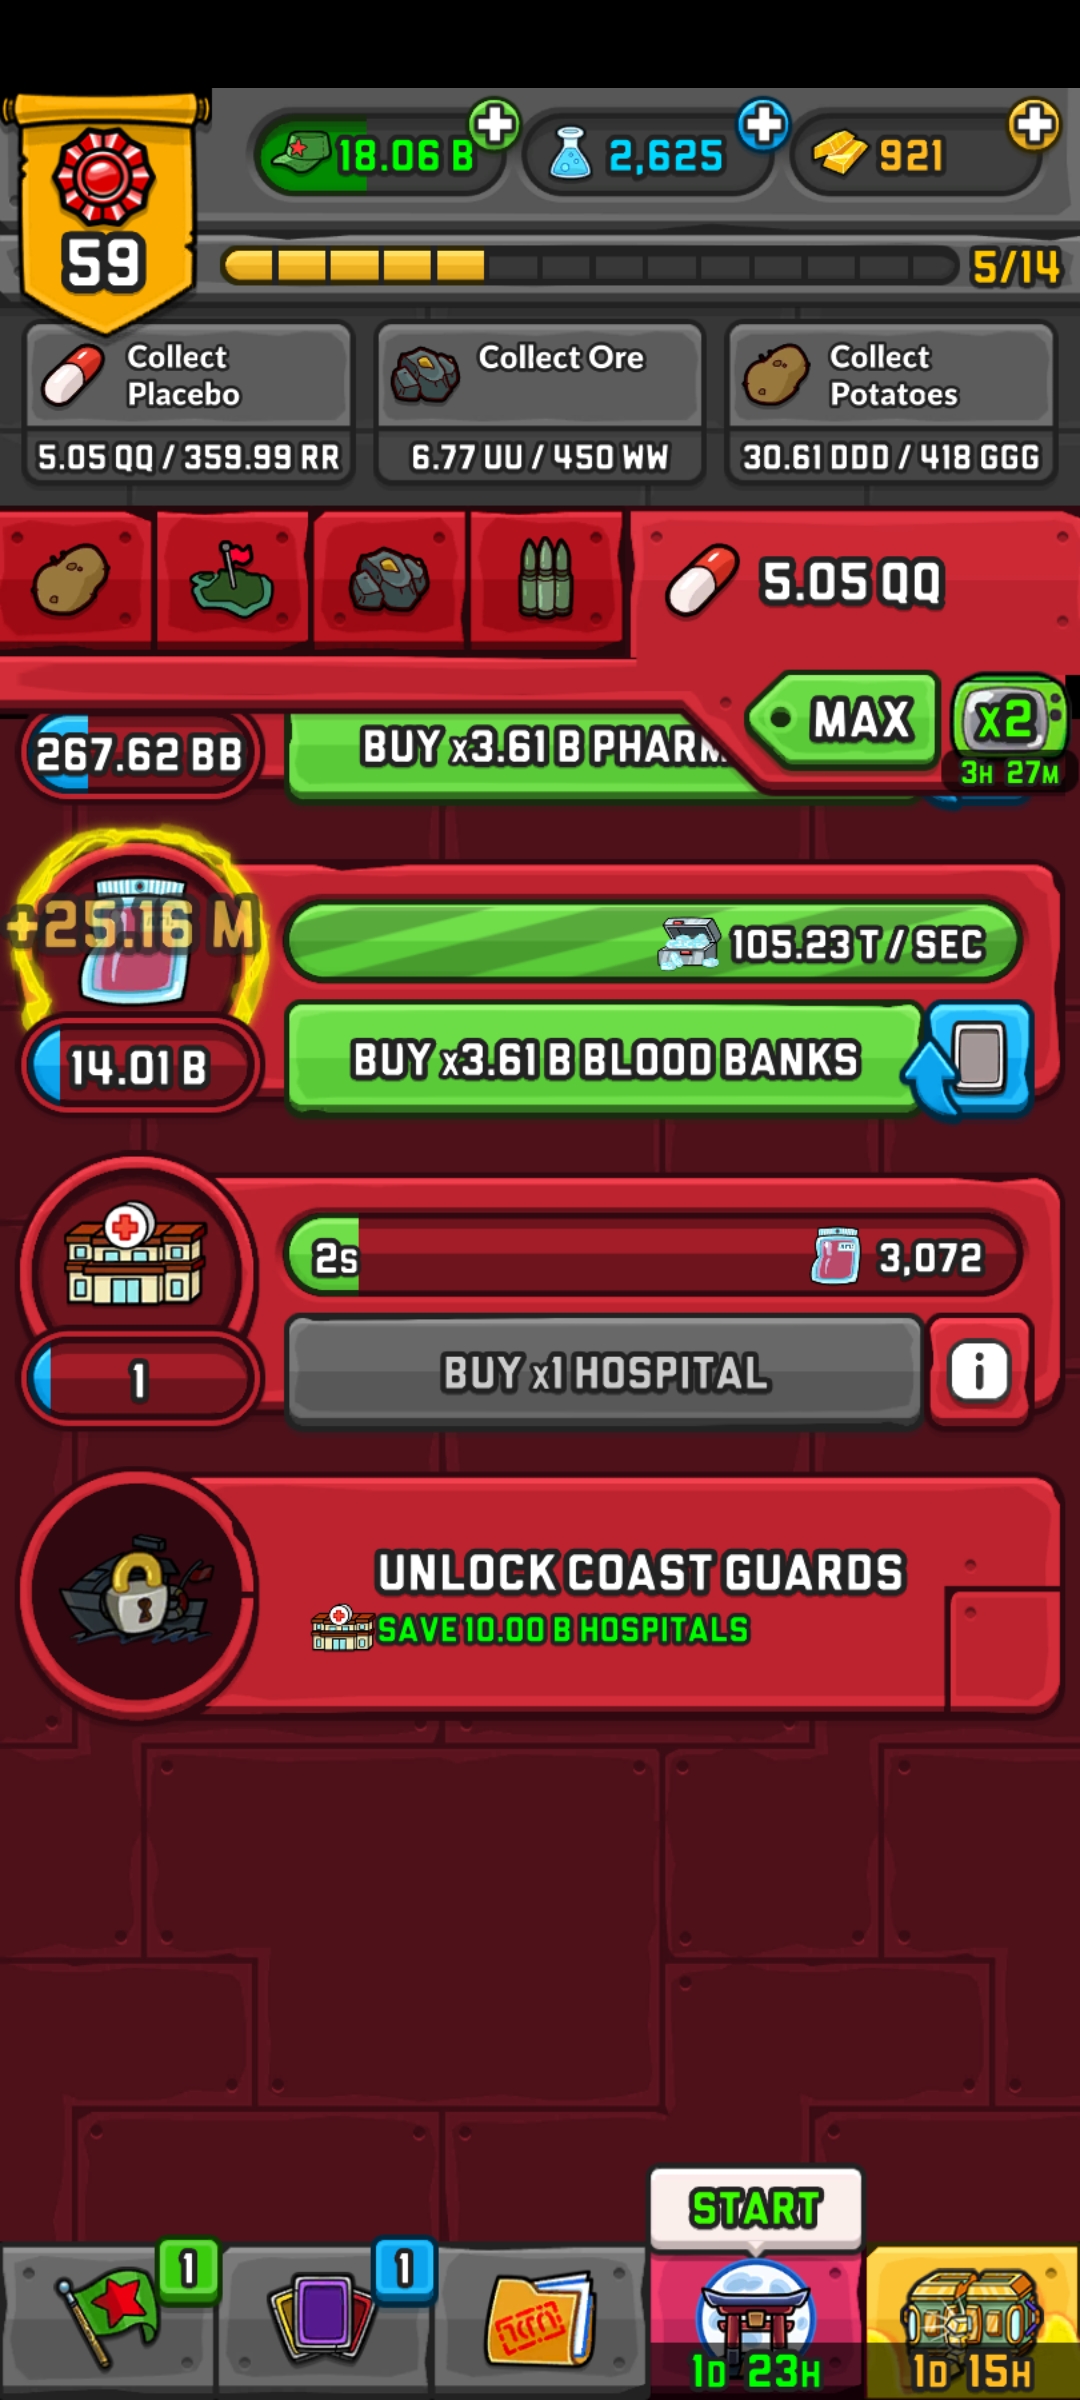 18.06 B
2,625
921
59
5/14
Collect
Placebo
5.05 QQ / 359.99 RR
Collect Ore
6.77 UU / 450 WW
Collect
Potatoes
30.61 DDD / 418 GGG
5.05 QQ
MAX
x2
3H 27M
267.62 BB
BUY x3.61 B PHARM
+25.16 M
105.23 T / SEC
14.01 B
BUY x3.61 B BLOOD BANKS
2s
3,072
1
BUY x1 HOSPITAL
i
UNLOCK COAST GUARDS
SAVE 10.00 B HOSPITALS
START
1
1
1D 23H
1D 15H